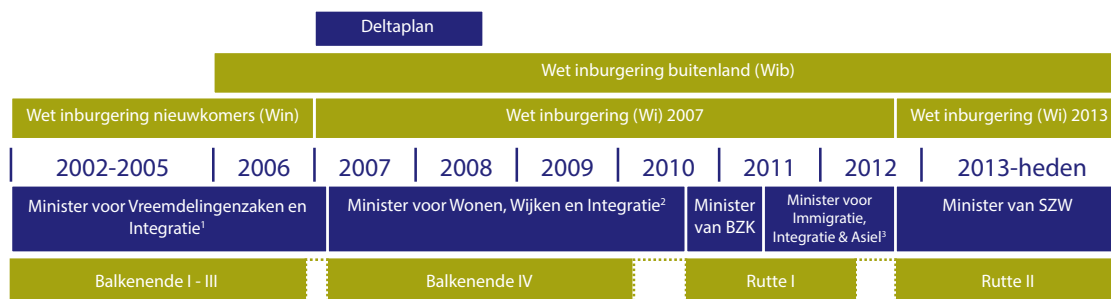 Deltaplan
Wet inburgering buitenland (Wib)
Wet inburgering nieuwkomers (Win)
Wet inburgering (Wi) 2007
Wet inburgering (Wi) 2013
2002-2005
2006
2007
2008
2009
2010
2011
2012
2013-heden
Minister voor Vreemdelingenzaken en
Integratie¹
Minister voor Wonen, Wijken en Integratie²
Minister
van BZK
Minister voor
Immigratie,
Integratie & Asiel³
Minister van SZW
Balkenende I - III
Balkenende IV
Rutte I
Rutte II